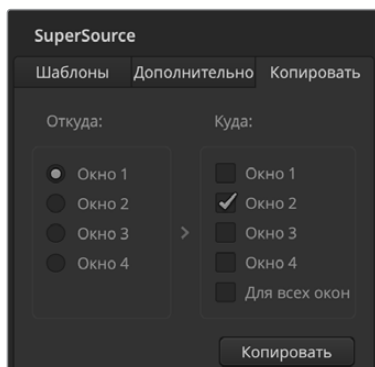 SuperSource
Шаблоны Дополнительно Копировать
Откуда: Куда:
Окно 1 Окно 1
Окно 2 Окно 2
Окно 3 > Окно 3
Окно 4 Окно 4
Для всех окон
Копировать